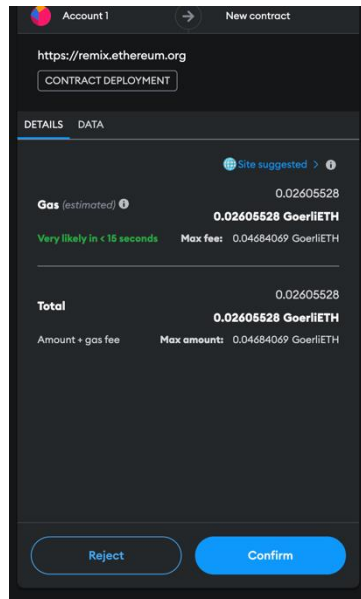 Account 1 New contract
https://remix.ethereum.org
CONTRACT DEPLOYMENT
DETAILS DATA
Site suggested >
0.02605528
Gas (estimated)
0.02605528 GoerliETH
Very likely in < 15 seconds Max fee: 0.04684069 GoerliETH
0.02605528
Total
0.02605528 GoerliETH
Amount + gas fee Max amount: 0.04684069 GoerliETH
Reject Confirm